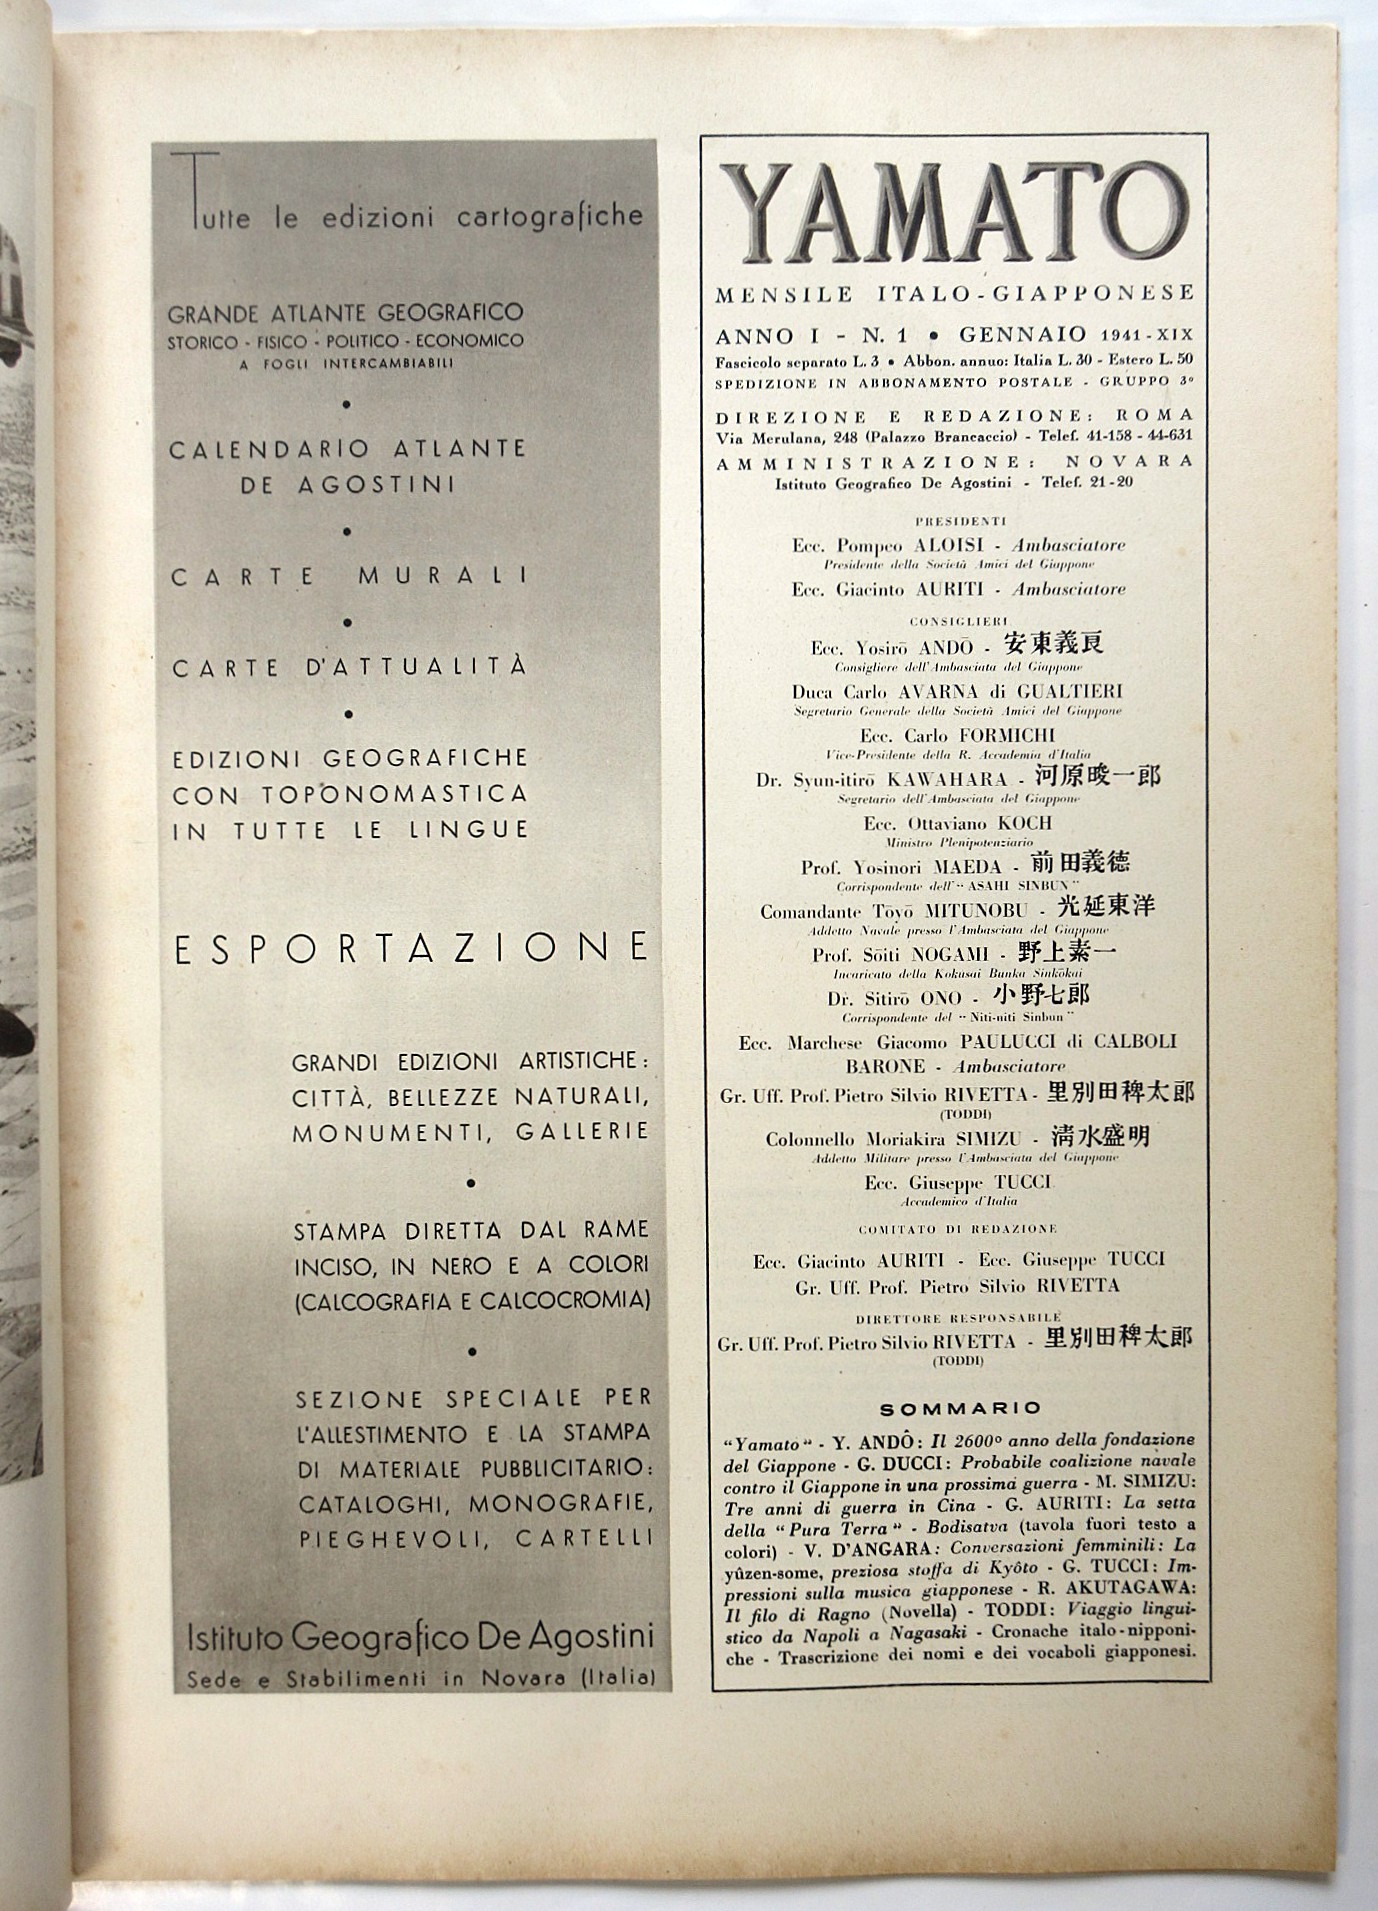 Tutte le edizioni cartografiche
GRANDE ATLANTE GEOGRAFICO
STORICO - FISICO - POLITICO - ECONOMICO
A FOGLI INTERCAMBIABILI
•
CALENDARIO ATLANTE
DE AGOSTINI
•
CARTE MURALI
•
CARTE D'ATTUALITÀ
•
EDIZIONI GEOGRAFICHE
CON TOPONOMASTICA
IN TUTTE LE LINGUE
ESPORTAZIONE
GRANDI EDIZIONI ARTISTICHE:
CITTÀ, BELLEZZE NATURALI,
MONUMENTI, GALLERIE
•
STAMPA DIRETTA DAL RAME
INCISO, IN NERO E A COLORI
(CALCOGRAFIA E CALCOCROMIA)
•
SEZIONE SPECIALE PER
L'ALLESTIMENTO E LA STAMPA
DI MATERIALE PUBBLICITARIO:
CATALOGHI, MONOGRAFIE,
PIEGHEVOLI, CARTELLI
Istituto Geografico De Agostini
Sede e Stabilimenti in Novara (Italia)
YAMATO
MENSILE ITALO-GIAPPONESE
ANNO I - N. 1 • GENNAIO 1941-XIX
Fascicolo separato L. 3 • Abbon. annuo: Italia L. 30 - Estero L. 50
SPEDIZIONE IN ABBONAMENTO POSTALE - GRUPPO 3º
DIREZIONE E REDAZIONE: ROMA
Via Merulana, 248 (Palazzo Brancaccio) - Telef. 41-158 - 44-631
AMMINISTRAZIONE: NOVARA
Istituto Geografico De Agostini - Telef. 21-20
PRESIDENTI
Ecc. Pompeo ALOISI - Ambasciatore
Presidente della Società Amici del Giappone
Ecc. Giacinto AURITI - Ambasciatore
CONSIGLIERI
Ecc. Yosirō ANDŌ - 安東義良
Consigliere dell'Ambasciata del Giappone
Duca Carlo AVARNA di GUALTIERI
Segretario Generale della Società Amici del Giappone
Ecc. Carlo FORMICHI
Vice-Presidente della R. Accademia d'Italia
Dr. Syun-itirō KAWAHARA - 河原畯一郎
Segretario dell'Ambasciata del Giappone
Ecc. Ottaviano KOCH
Ministro Plenipotenziario
Prof. Yosinori MAEDA - 前田義徳
Corrispondente dell'"ASAHI SINBUN"
Comandante Tōyō MITUNOBU - 光延東洋
Addetto Navale presso l'Ambasciata del Giappone
Prof. Sōiti NOGAMI - 野上素一
Incaricato della Kokusai Bunka Sinkōkai
Dr. Sitirō ONO - 小野七郎
Corrispondente del "Niti-niti Sinbun"
Ecc. Marchese Giacomo PAULUCCI di CALBOLI
BARONE - Ambasciatore
Gr. Uff. Prof. Pietro Silvio RIVETTA - 里別田稗太郎
(TODDI)
Colonnello Moriakira SIMIZU - 清水盛明
Addetto Militare presso l'Ambasciata del Giappone
Ecc. Giuseppe TUCCI
Accademico d'Italia
COMITATO DI REDAZIONE
Ecc. Giacinto AURITI - Ecc. Giuseppe TUCCI
Gr. Uff. Prof. Pietro Silvio RIVETTA
DIRETTORE RESPONSABILE
Gr. Uff. Prof. Pietro Silvio RIVETTA - 里別田稗太郎
(TODDI)
SOMMARIO
"Yamato" - Y. ANDÔ: Il 2600º anno della fondazione
del Giappone - G. DUCCI: Probabile coalizione navale
contro il Giappone in una prossima guerra - M. SIMIZU:
Tre anni di guerra in Cina - G. AURITI: La setta
della "Pura Terra" - Bodisatva (tavola fuori testo a
colori) - V. D'ANGARA: Conversazioni femminili: La
yûzen-some, preziosa stoffa di Kyôto - G. TUCCI: Im-
pressioni sulla musica giapponese - R. AKUTAGAWA:
Il filo di Ragno (Novella) - TODDI: Viaggio lingui-
stico da Napoli a Nagasaki - Cronache italo-nipponi-
che - Trascrizione dei nomi e dei vocaboli giapponesi.